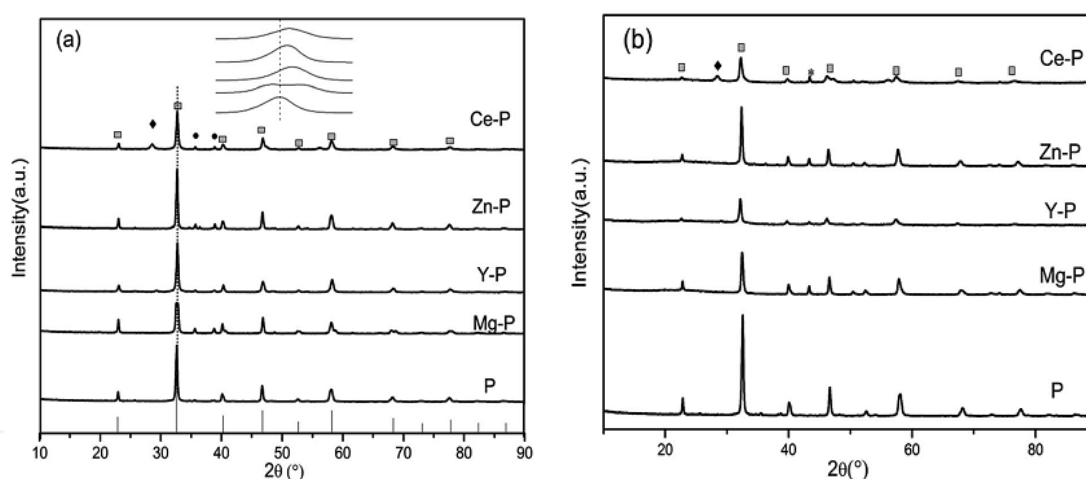 (a)
Ce-P
Zn-P
Y-P
Mg-P
P
Intensity(a.u.)
10 20 30 40 50 60 70 80 90
2θ(°)
(b)
Ce-P
Zn-P
Y-P
Mg-P
P
Intensity(a.u.)
20 40 60 80
2θ(°)